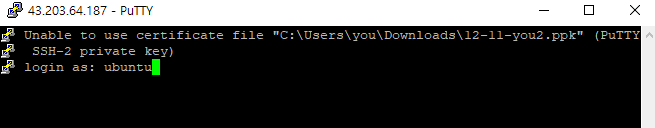 43.203.64.187 - PuTTY
Unable to use certificate file "C:\Users\you\Downloads\12-11-you2.ppk" (PuTTY
SSH-2 private key)
login as: ubuntu